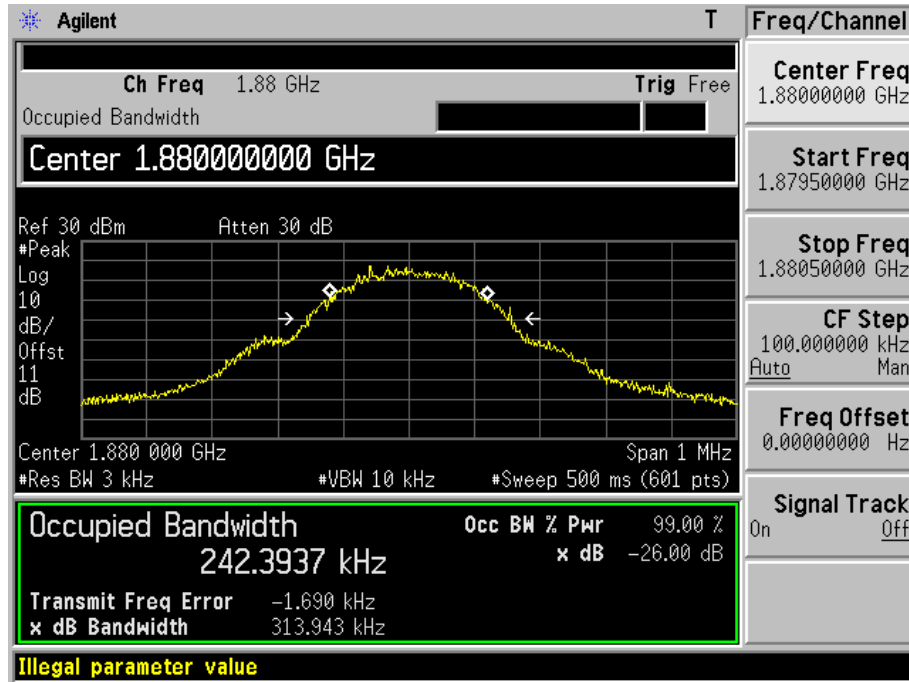 Agilent T Freq/Channel
Ch Freq 1.88 GHz Trig Free
Occupied Bandwidth
Center 1.880000000 GHz
Ref 30 dBm Atten 30 dB
#Peak
Log
10
dB/
Offst
11
dB
Center 1.880 000 GHz Span 1 MHz
#Res BW 3 kHz #VBW 10 kHz #Sweep 500 ms (601 pts)
Occupied Bandwidth
242.3937 kHz
Occ BW % Pwr 99.00 %
x dB -26.00 dB
Transmit Freq Error -1.690 kHz
x dB Bandwidth 313.943 kHz
Illegal parameter value
Center Freq
1.88000000 GHz
Start Freq
1.87950000 GHz
Stop Freq
1.88050000 GHz
CF Step
100.000000 kHz
Auto Man
Freq Offset
0.00000000 Hz
Signal Track
On Off